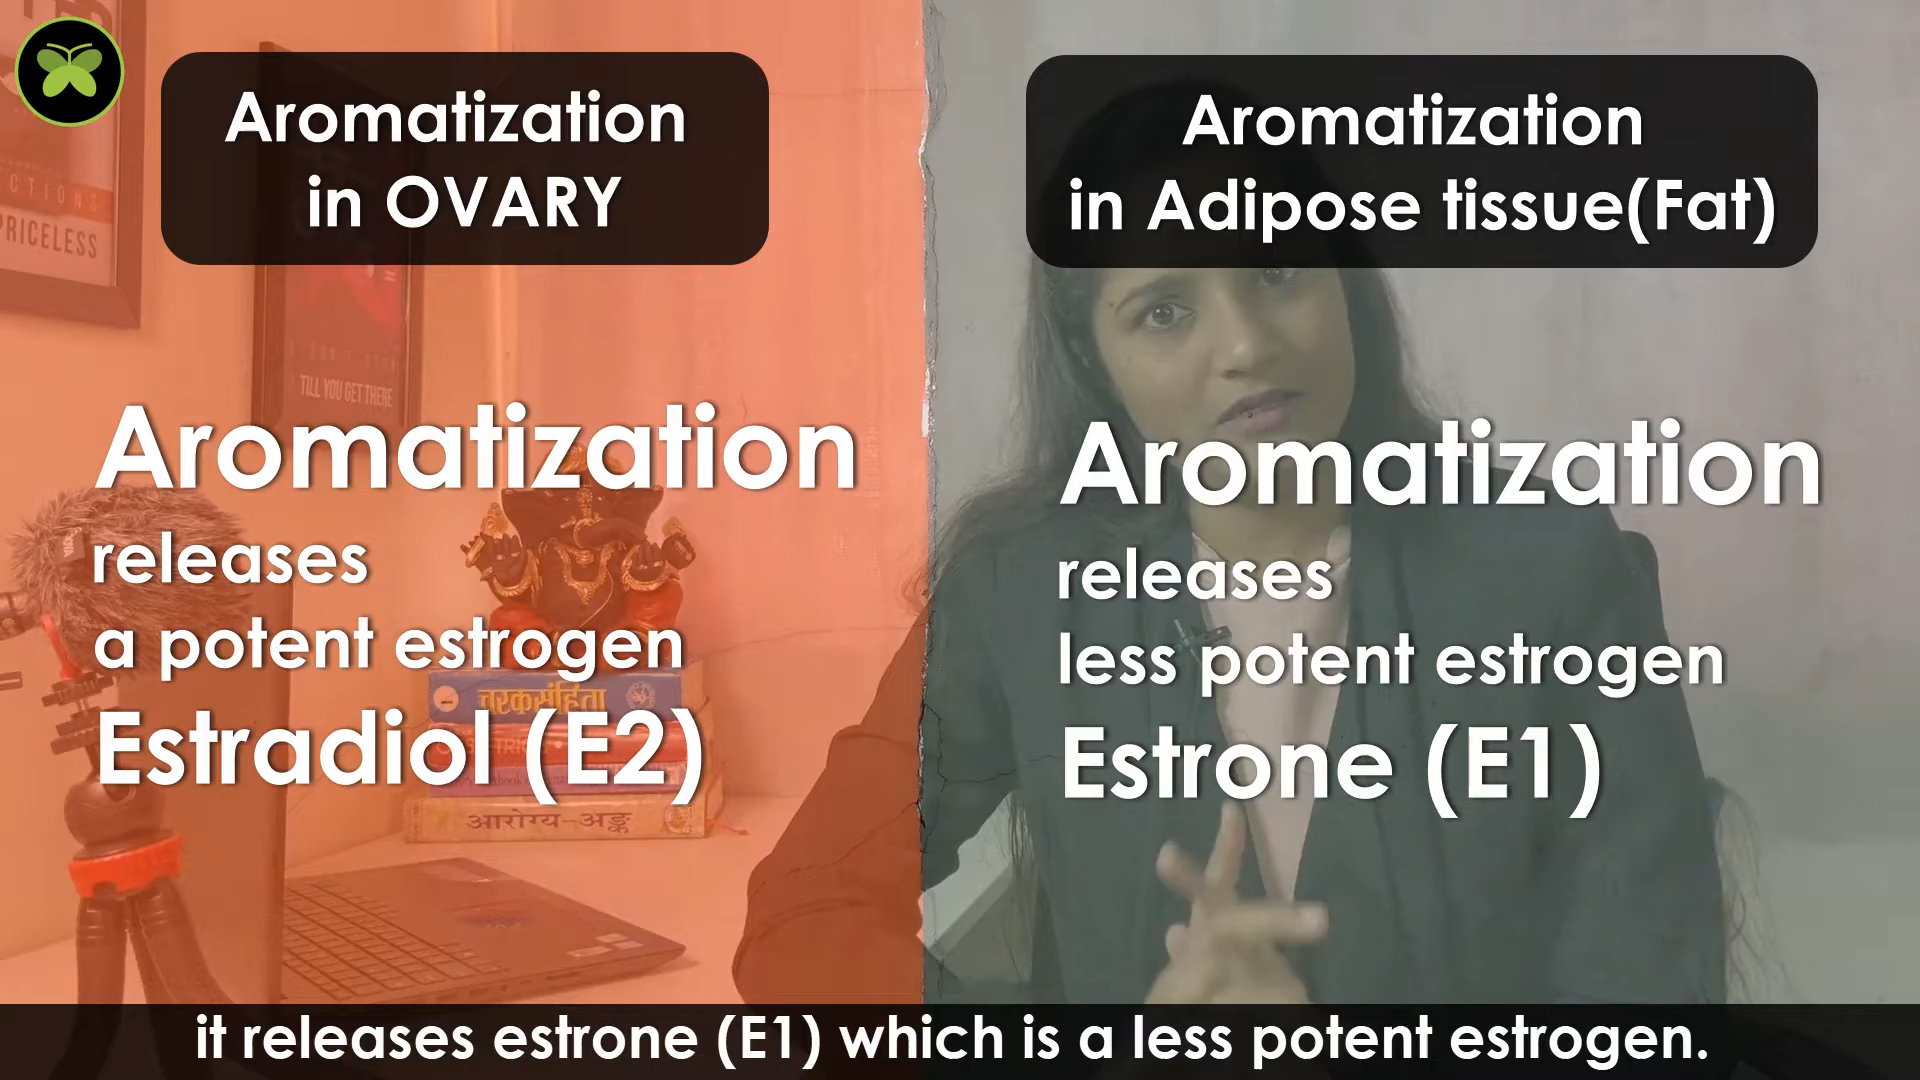 Aromatization
in OVARY
Aromatization
in Adipose tissue(Fat)
CTIONS
PRICELESS
TILL YOU GET THERE
Aromatization
releases
a potent estrogen
Estradiol (E2)
Aromatization
releases
less potent estrogen
Estrone (E1)
चरकसंहिता
आरोग्य-अङ्क
it releases estrone (E1) which is a less potent estrogen.